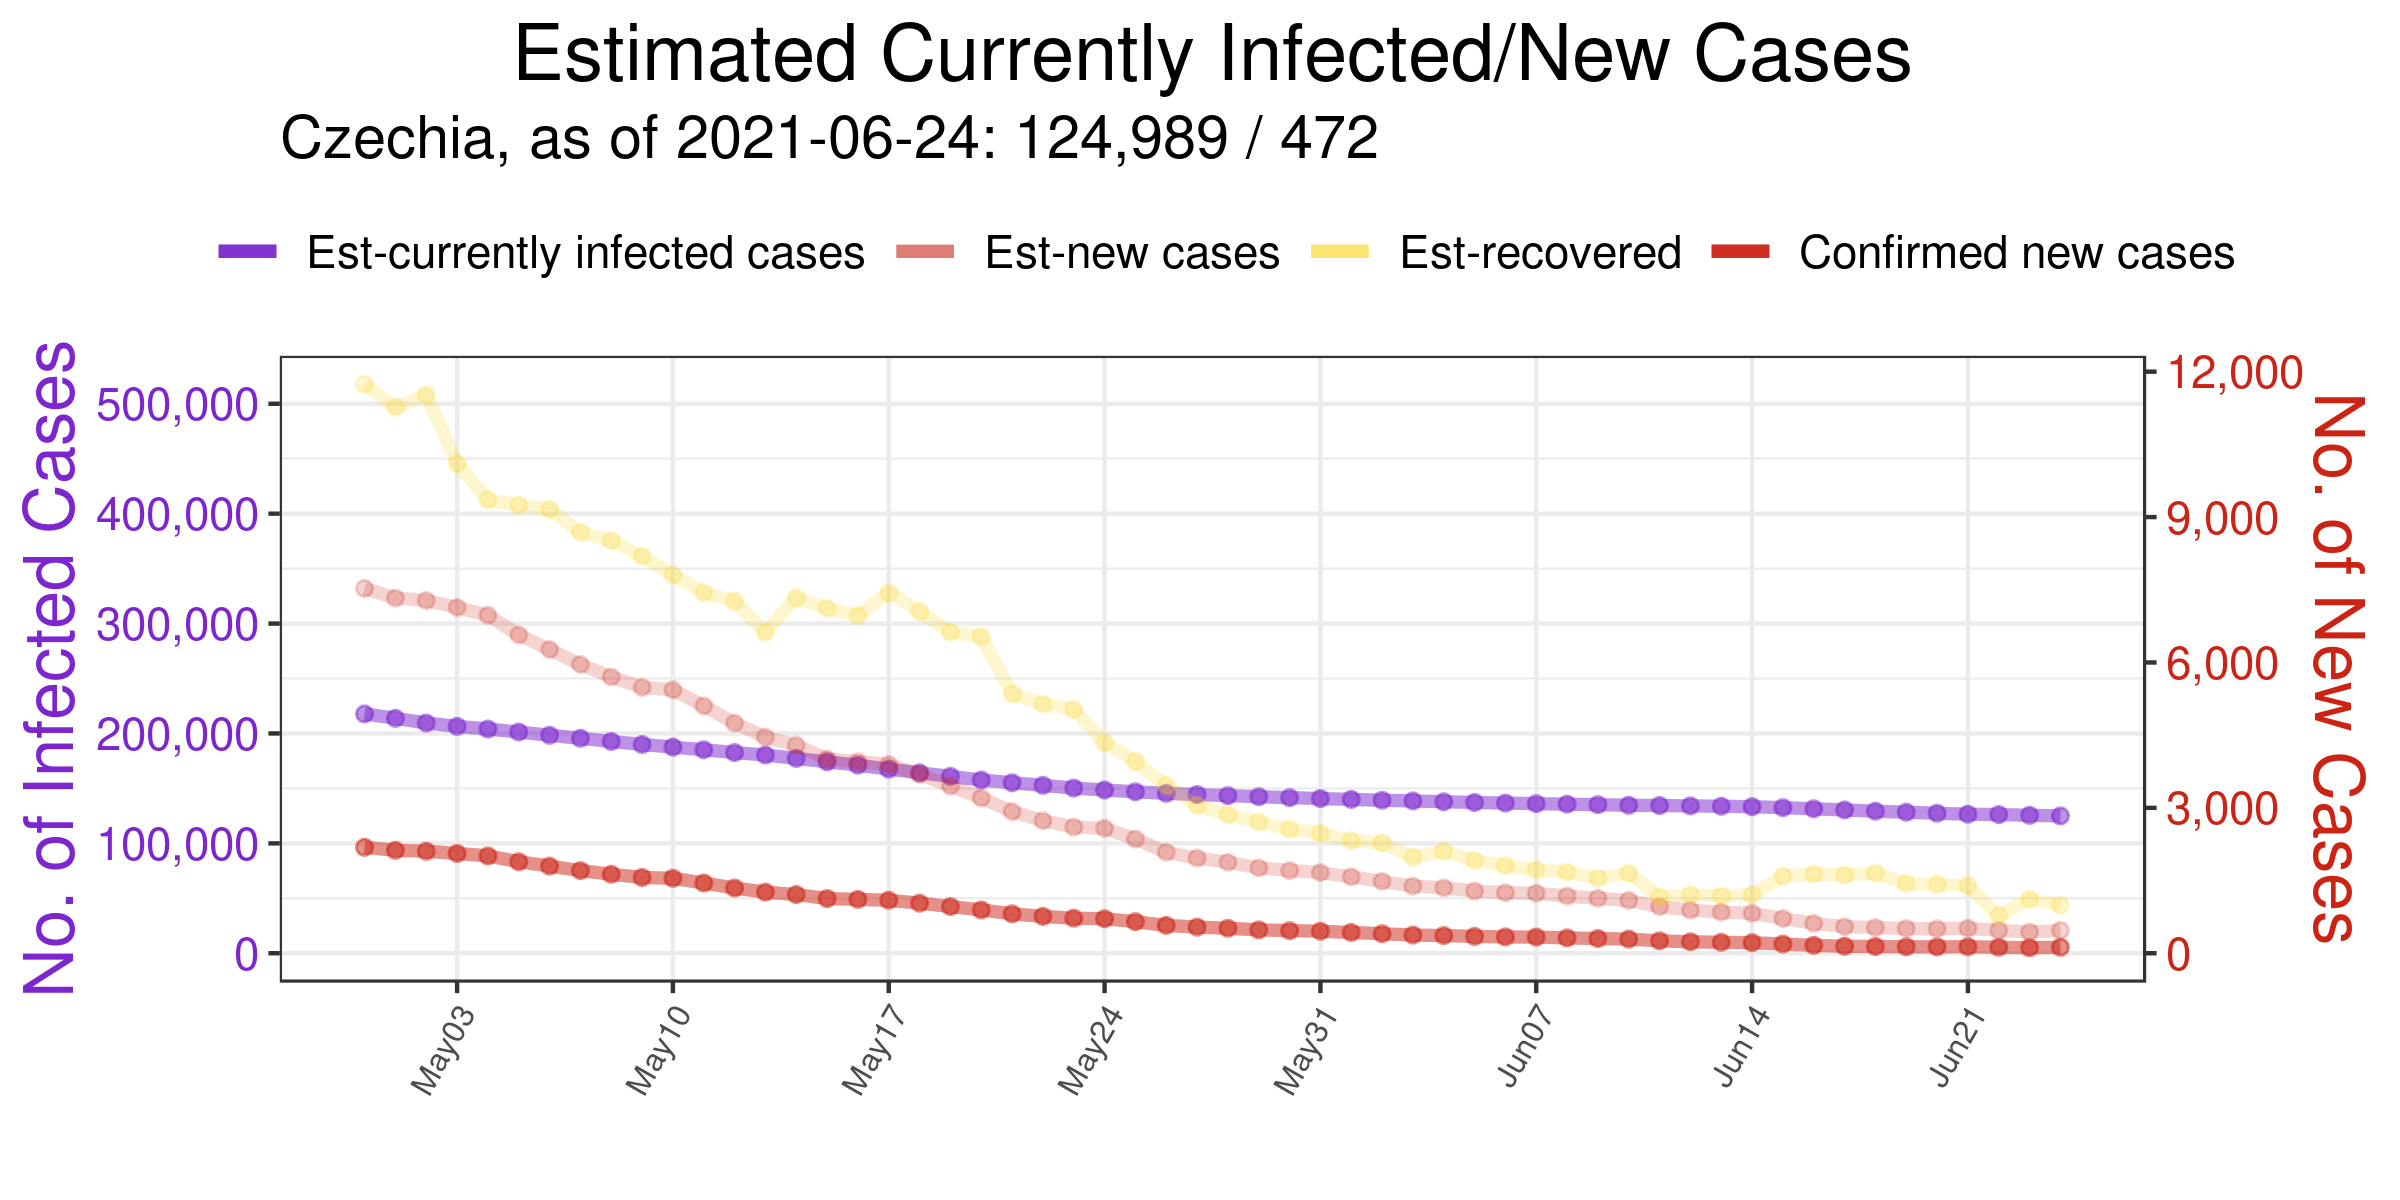 Estimated Currently Infected/New Cases
Czechia, as of 2021-06-24: 124,989 / 472
Est-currently infected cases Est-new cases Est-recovered Confirmed new cases
No. of Infected Cases
500,000
400,000
300,000
200,000
100,000
0
12,000
9,000
6,000
3,000
0
No. of New Cases
May03 May10 May17 May24 May31 Jun07 Jun14 Jun21